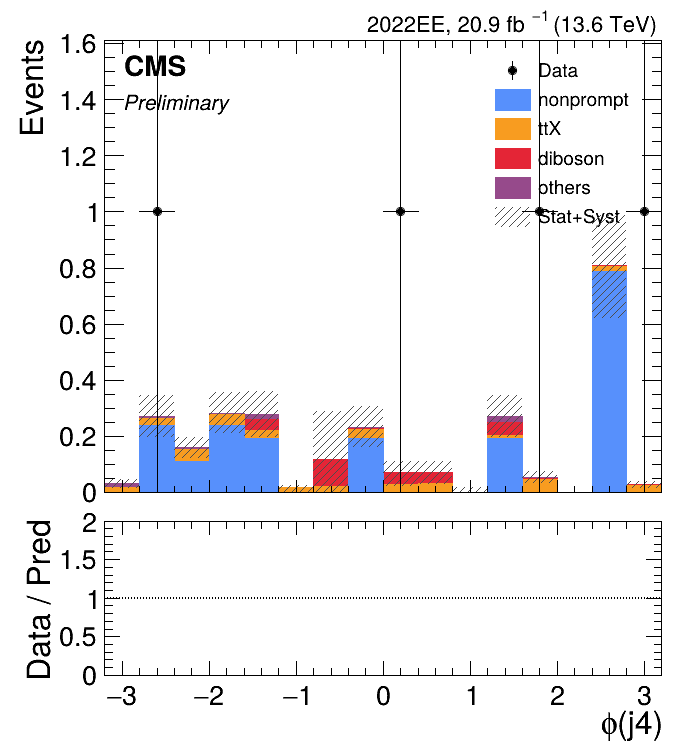 2022EE, 20.9 fb⁻¹ (13.6 TeV)
CMS
Preliminary
Data
nonprompt
ttX
diboson
others
Stat+Syst
Events
1.6
1.4
1.2
1
0.8
0.6
0.4
0.2
0
Data / Pred
2
1.5
1
0.5
0
−3 −2 −1 0 1 2 3
ϕ(j4)